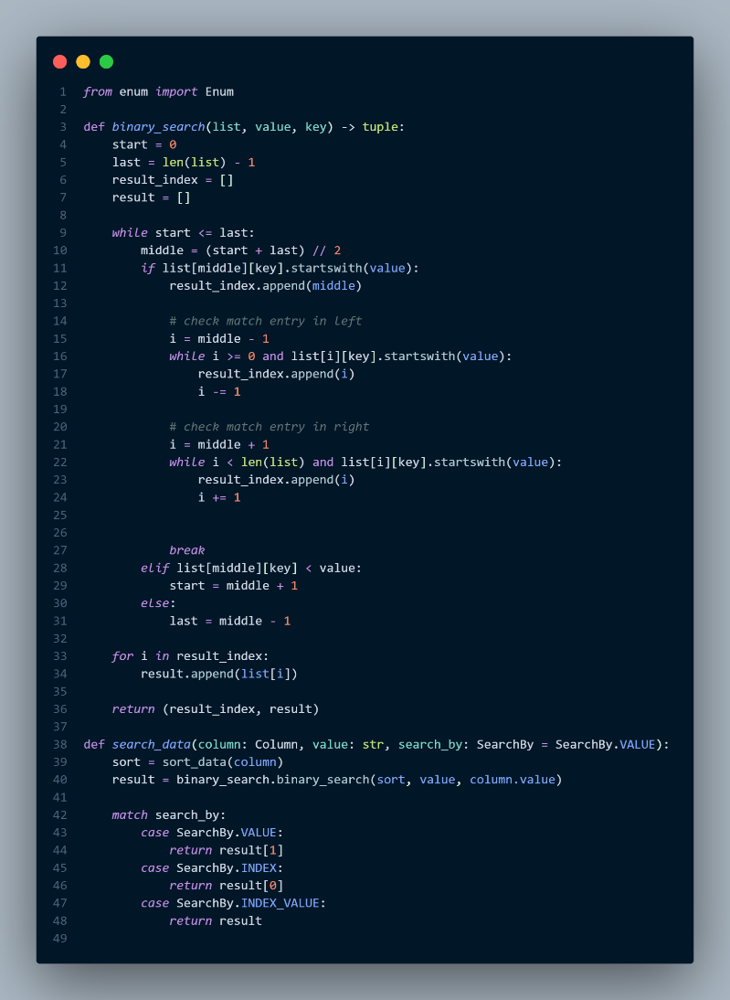 1 from enum import Enum
2
3 def binary_search(list, value, key) -> tuple:
4     start = 0
5     last = len(list) - 1
6     result_index = []
7     result = []
8
9     while start <= last:
10         middle = (start + last) // 2
11         if list[middle][key].startswith(value):
12             result_index.append(middle)
13
14             # check match entry in left
15             i = middle - 1
16             while i >= 0 and list[i][key].startswith(value):
17                 result_index.append(i)
18                 i -= 1
19
20             # check match entry in right
21             i = middle + 1
22             while i < len(list) and list[i][key].startswith(value):
23                 result_index.append(i)
24                 i += 1
25
26
27             break
28         elif list[middle][key] < value:
29             start = middle + 1
30         else:
31             last = middle - 1
32
33     for i in result_index:
34         result.append(list[i])
35
36     return (result_index, result)
37
38 def search_data(column: Column, value: str, search_by: SearchBy = SearchBy.VALUE):
39     sort = sort_data(column)
40     result = binary_search.binary_search(sort, value, column.value)
41
42     match search_by:
43         case SearchBy.VALUE:
44             return result[1]
45         case SearchBy.INDEX:
46             return result[0]
47         case SearchBy.INDEX_VALUE:
48             return result
49